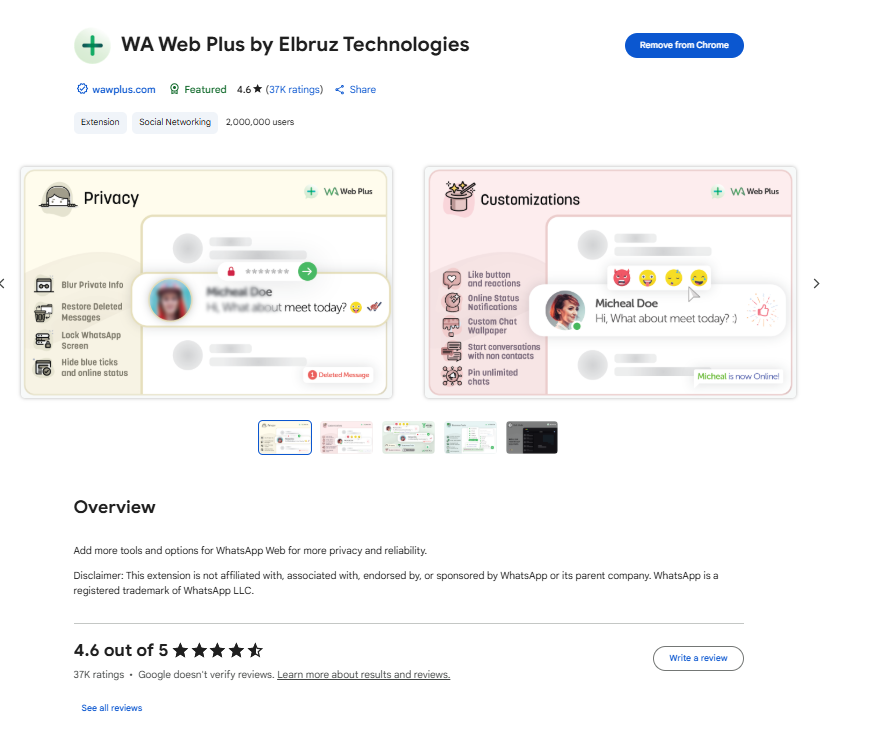 WA Web Plus by Elbruz Technologies
Remove from Chrome
wawplus.com
Featured
4.6★ (37K ratings)
Share
Extension
Social Networking
2,000,000 users
Privacy
WA Web Plus
Blur Private Info
Restore Deleted
Messages
Lock WhatsApp
Screen
Hide blue ticks
and online status
*******
Micheal Doe
Hi, What about meet today?
1 Deleted Message
Customizations
WA Web Plus
Like button
and reactions
Online Status
Notifications
Custom Chat
Wallpaper
Start conversations
with non contacts
Pin unlimited
chats
Micheal Doe
Hi, What about meet today? :)
Micheal is now Online!
Overview
Add more tools and options for WhatsApp Web for more privacy and reliability.
Disclaimer: This extension is not affiliated with, associated with, endorsed by, or sponsored by WhatsApp or its parent company. WhatsApp is a
registered trademark of WhatsApp LLC.
4.6 out of 5
Write a review
37K ratings • Google doesn't verify reviews. Learn more about results and reviews.
See all reviews